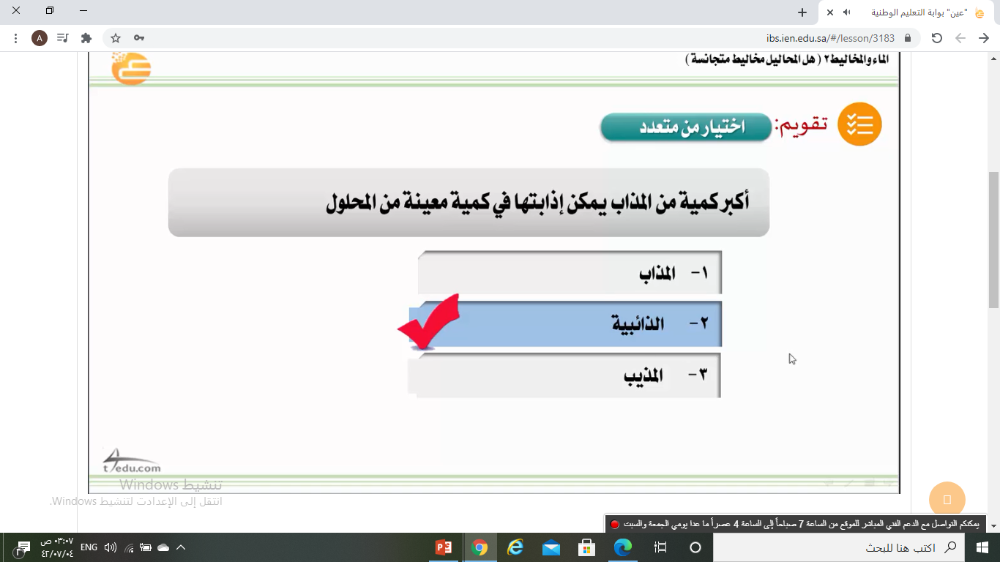 "عين" بوابة التعليم الوطنية
ibs.ien.edu.sa/#/lesson/3183
A
الماء والمخاليط٢ ( هل المحاليل مخاليط متجانسة )
تقويم:
اختيار من متعدد
أكبر كمية من المذاب يمكن إذابتها في كمية معينة من المحلول
١- المذاب
٢- الذائبية
٣- المذيب
t4edu.com
تنشيط Windows
انتقل إلى الإعدادت لتنشيط Windows.
يمكنكم التواصل مع الدعم الفني المباشر للموقع من الساعة 7 صباحاً إلى الساعة 4 عصراً ما عدا يومي الجمعة والسبت
اكتب هنا للبحث
ENG
٠٣:٠٧ ص
٤٢/٠٧/٠٤